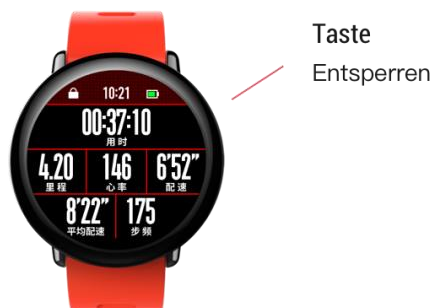 Taste
Entsperren
10:21
00:37:10
用时
4.20 146 6'52"
里程 心率 配速
8'22" 175
平均配速 步频